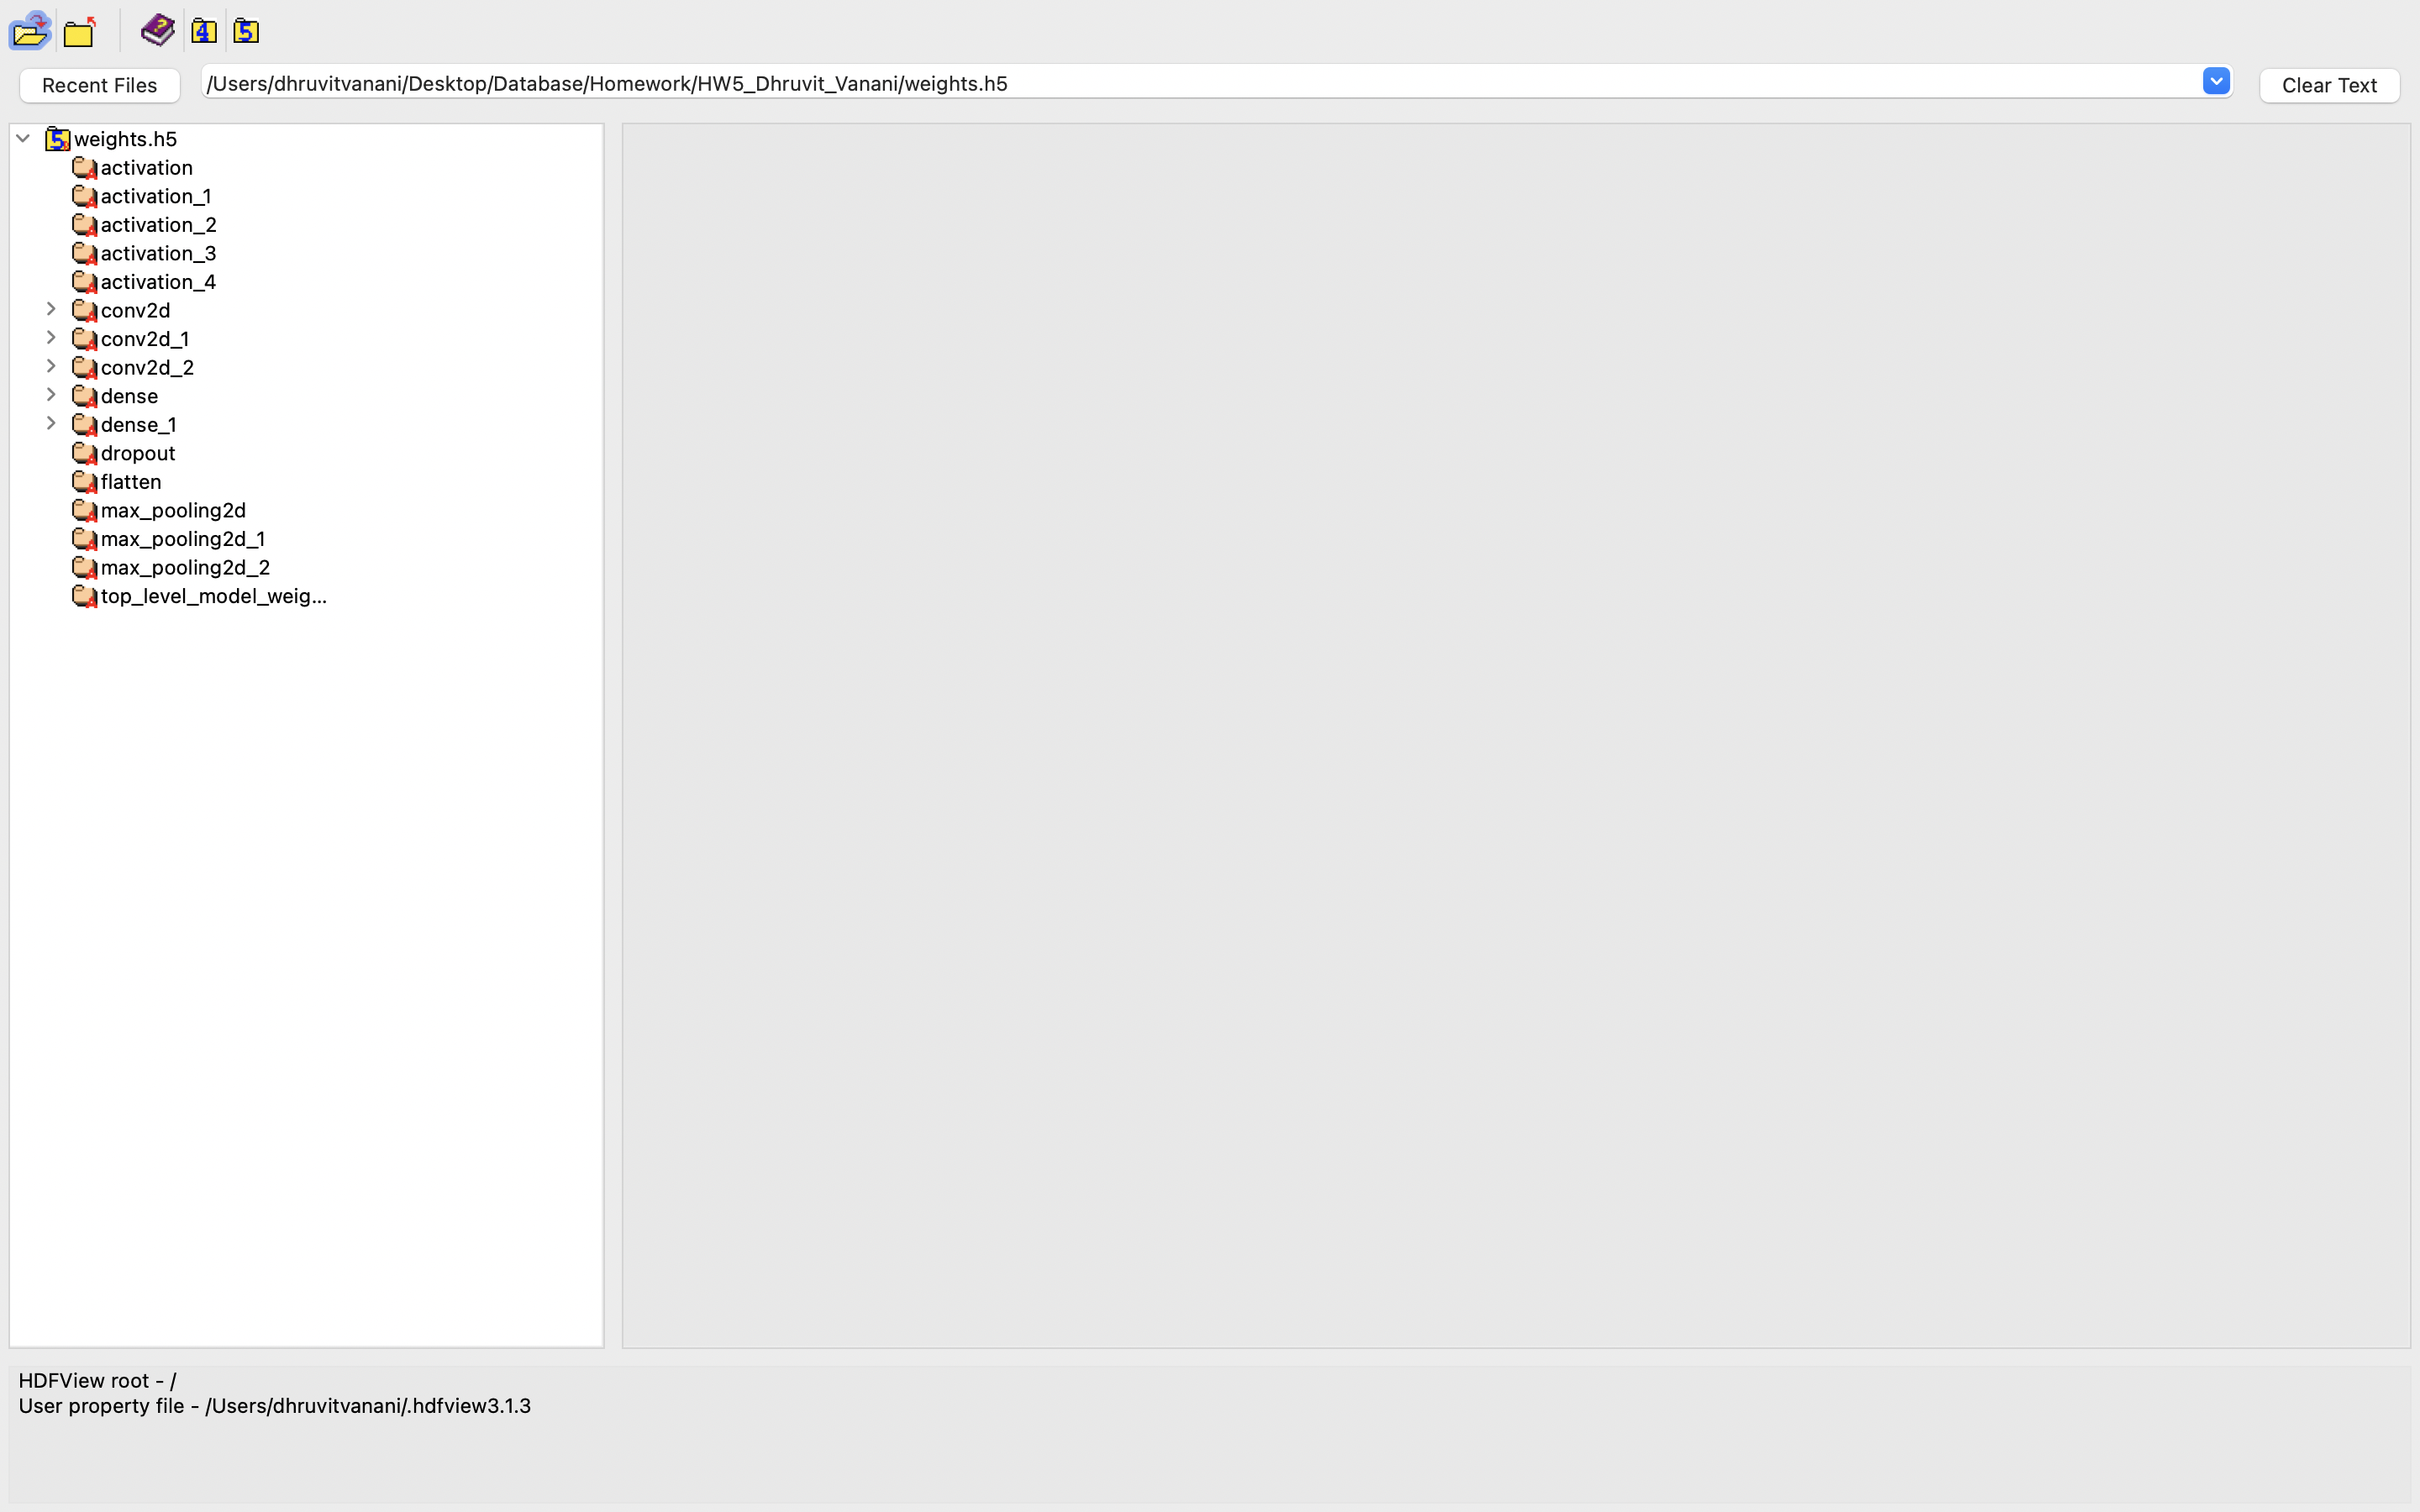 4 5
Recent Files /Users/dhruvitvanani/Desktop/Database/Homework/HW5_Dhruvit_Vanani/weights.h5 Clear Text
weights.h5
activation
activation_1
activation_2
activation_3
activation_4
conv2d
conv2d_1
conv2d_2
dense
dense_1
dropout
flatten
max_pooling2d
max_pooling2d_1
max_pooling2d_2
top_level_model_weig...
HDFView root - /
User property file - /Users/dhruvitvanani/.hdfview3.1.3